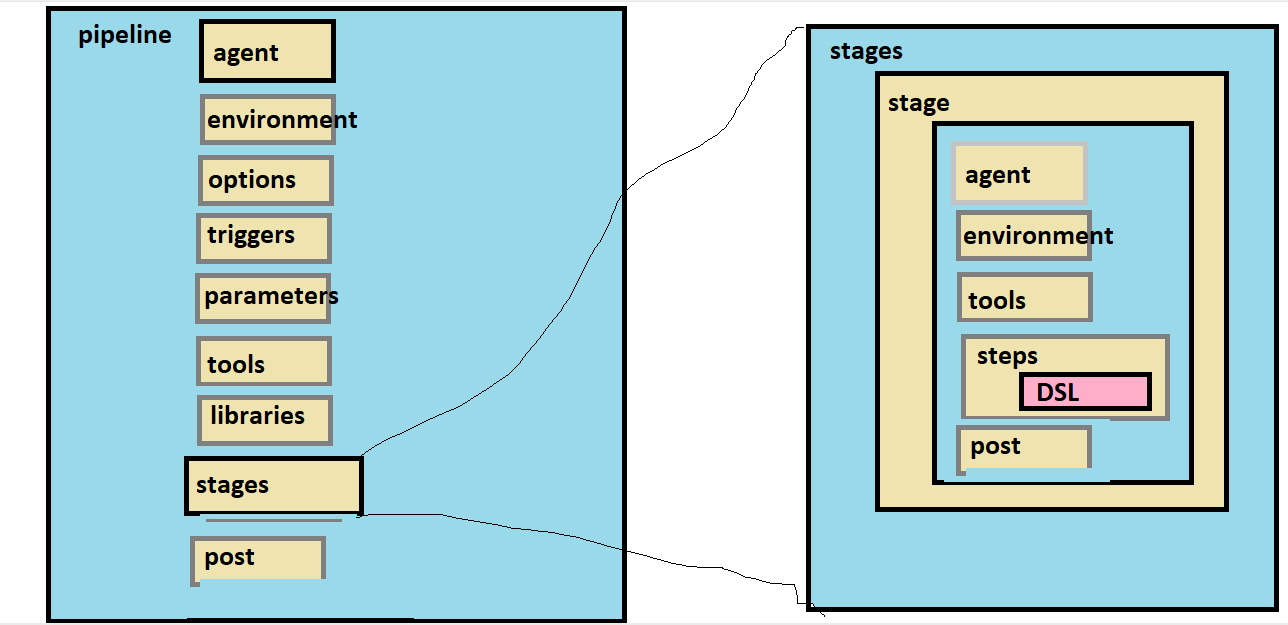 pipeline
agent
environment
options
triggers
parameters
tools
libraries
stages
post
stages
stage
agent
environment
tools
steps
DSL
post